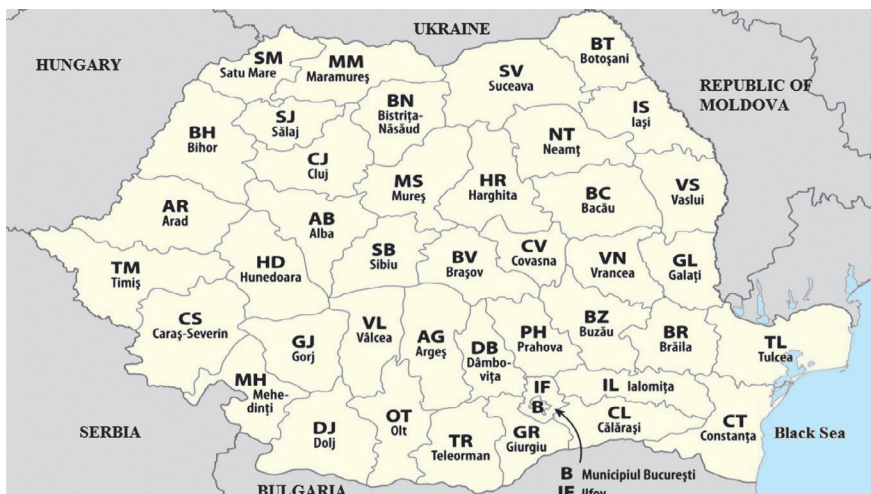 UKRAINE
HUNGARY
REPUBLIC OF
MOLDOVA
SM
Satu Mare
MM
Maramureş
BT
Botoşani
SV
Suceava
BN
Bistriţa-
Năsăud
SJ
Sălaj
IS
Iaşi
BH
Bihor
NT
Neamţ
CJ
Cluj
MS
Mureş
HR
Harghita
BC
Bacău
VS
Vaslui
AR
Arad
AB
Alba
SB
Sibiu
BV
Braşov
CV
Covasna
VN
Vrancea
GL
Galaţi
TM
Timiş
HD
Hunedoara
CS
Caraş-Severin
GJ
Gorj
VL
Vâlcea
AG
Argeş
DB
Dâmbo-
viţa
PH
Prahova
BZ
Buzău
BR
Brăila
TL
Tulcea
MH
Mehe-
dinţi
IF
B
IL Ialomiţa
CL
Călăraşi
CT
Constanţa
DJ
Dolj
OT
Olt
TR
Teleorman
GR
Giurgiu
SERBIA
Black Sea
B Municipiul Bucureşti
IF Ilfov
BULGARIA